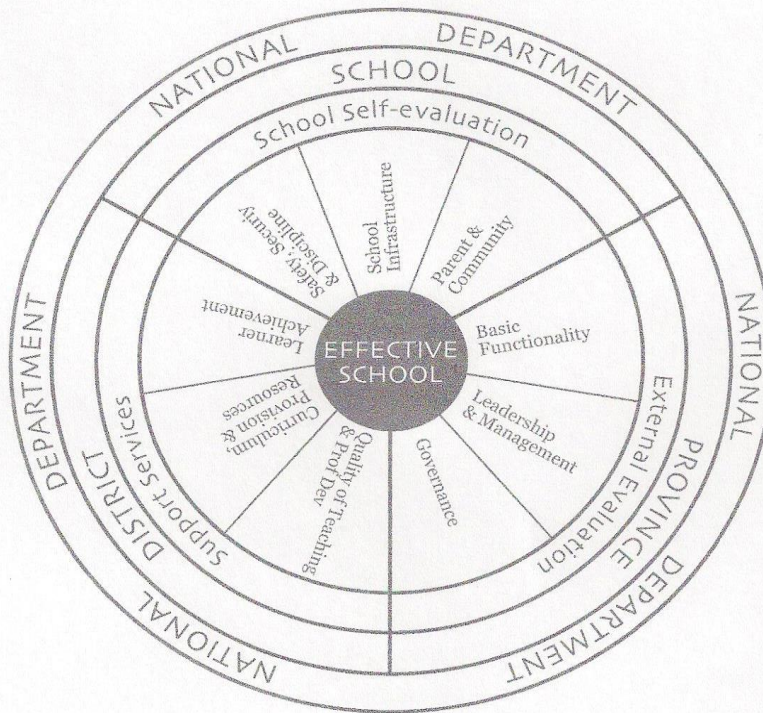 NATIONAL DEPARTMENT
NATIONAL DEPARTMENT
NATIONAL DEPARTMENT
SCHOOL
PROVINCE
DISTRICT
School Self-evaluation
External Evaluation
Support Services
Safety, Security
& Discipline
School
Infrastructure
Parent &
Community
Basic
Functionality
Leadership
& Management
Governance
Quality of Teaching
& Prof Dev
Curriculum,
Provision &
Resources
Learner
Achievement
EFFECTIVE
SCHOOL